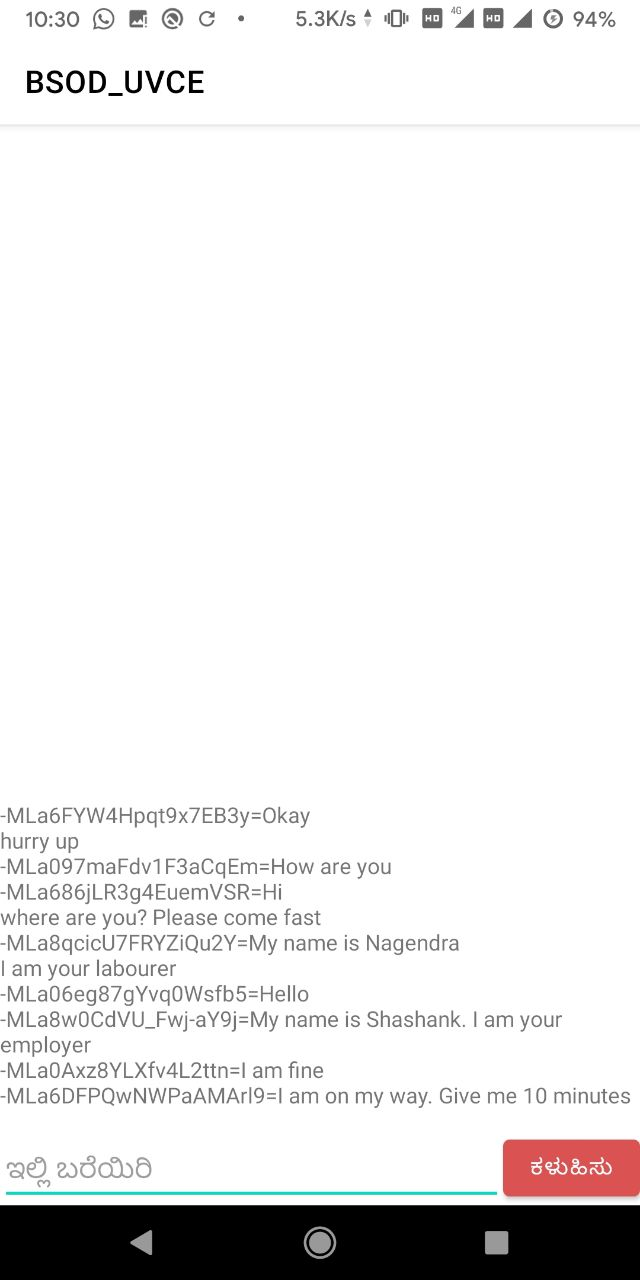 10:30 5.3K/s HD 4G HD 94%
BSOD_UVCE
-MLa6FYW4Hpqt9x7EB3y=Okay
hurry up
-MLa097maFdv1F3aCqEm=How are you
-MLa686jLR3g4EuemVSR=Hi
where are you? Please come fast
-MLa8qcicU7FRYZiQu2Y=My name is Nagendra
I am your labourer
-MLa06eg87gYvq0Wsfb5=Hello
-MLa8w0CdVU_Fwj-aY9j=My name is Shashank. I am your
employer
-MLa0Axz8YLXfv4L2ttn=I am fine
-MLa6DFPQwNWPaAMArl9=I am on my way. Give me 10 minutes
ಇಲ್ಲಿ ಬರೆಯಿರಿ ಕಳುಹಿಸು